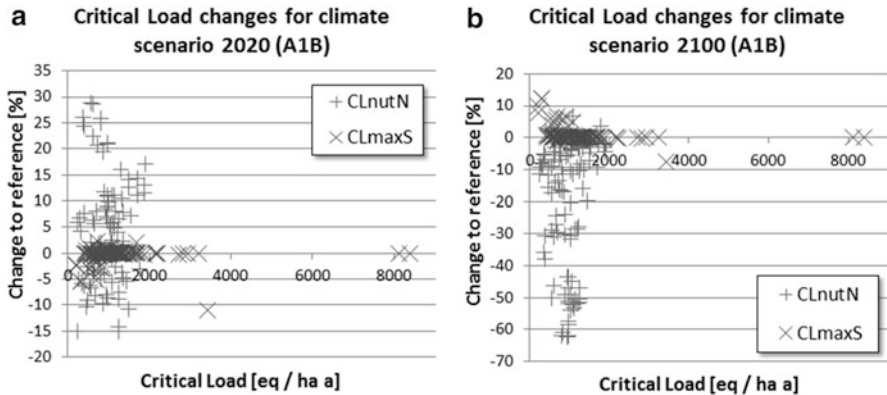 a
Critical Load changes for climate
scenario 2020 (A1B)
Change to reference [%]
35
30
25
20
15
10
5
0
-5
-10
-15
-20
0
2000
4000
6000
8000
CLnutN
CLmaxS
Critical Load [eq / ha a]
b
Critical Load changes for climate
scenario 2100 (A1B)
Change to reference [%]
20
10
0
-10
-20
-30
-40
-50
-60
-70
0
2000
4000
6000
8000
CLnutN
CLmaxS
Critical Load [eq / ha a]